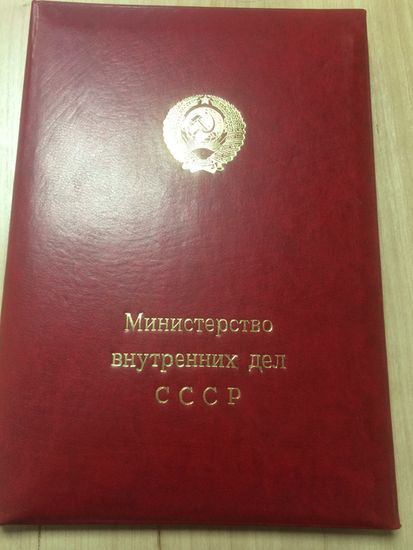 Министерство
внутренних дел
СССР